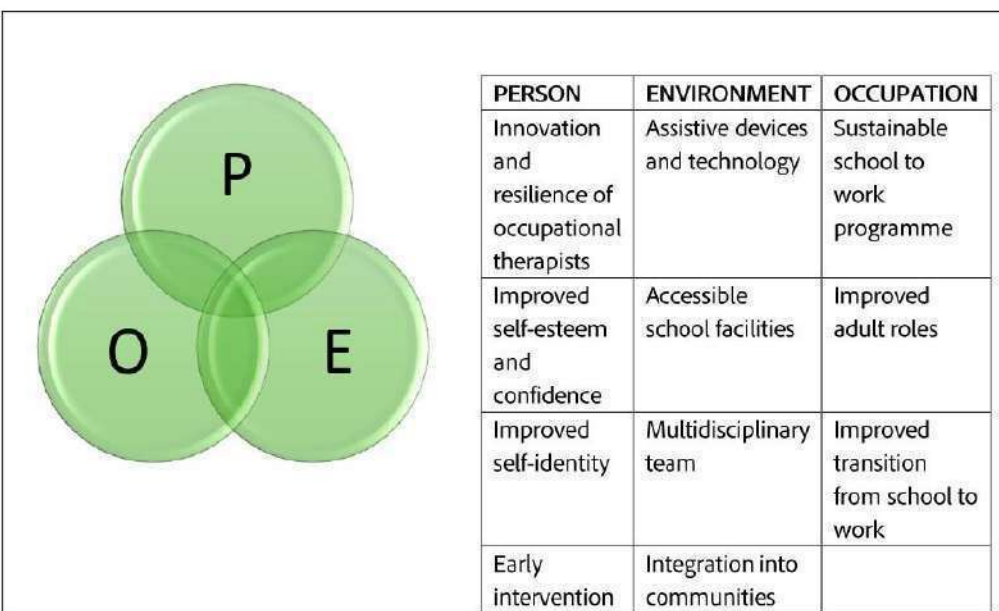 P
O
E
PERSON
ENVIRONMENT
OCCUPATION
Innovation
and
resilience of
occupational
therapists
Assistive devices
and technology
Sustainable
school to
work
programme
Improved
self-esteem
and
confidence
Accessible
school facilities
Improved
adult roles
Improved
self-identity
Multidisciplinary
team
Improved
transition
from school to
work
Early
intervention
Integration into
communities